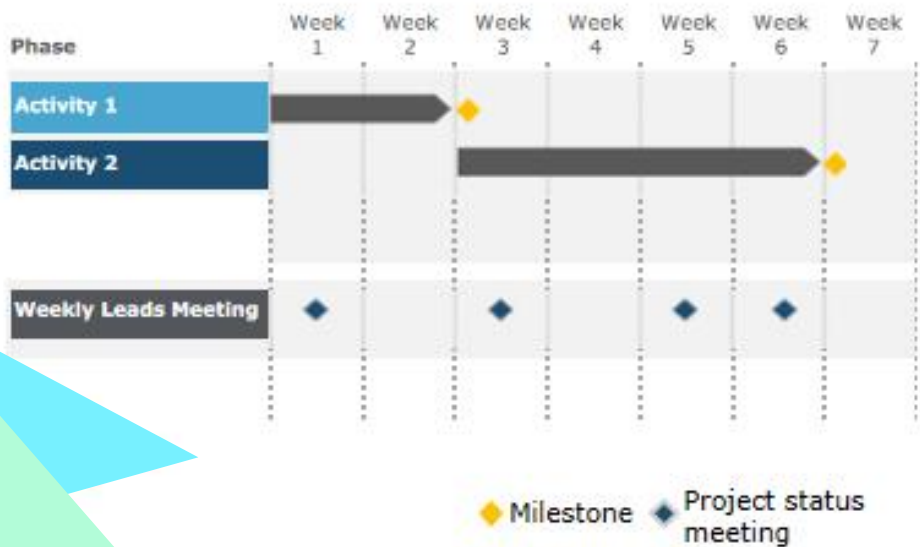 Phase
Week 1
Week 2
Week 3
Week 4
Week 5
Week 6
Week 7
Activity 1
Activity 2
Weekly Leads Meeting
Milestone
Project status
meeting